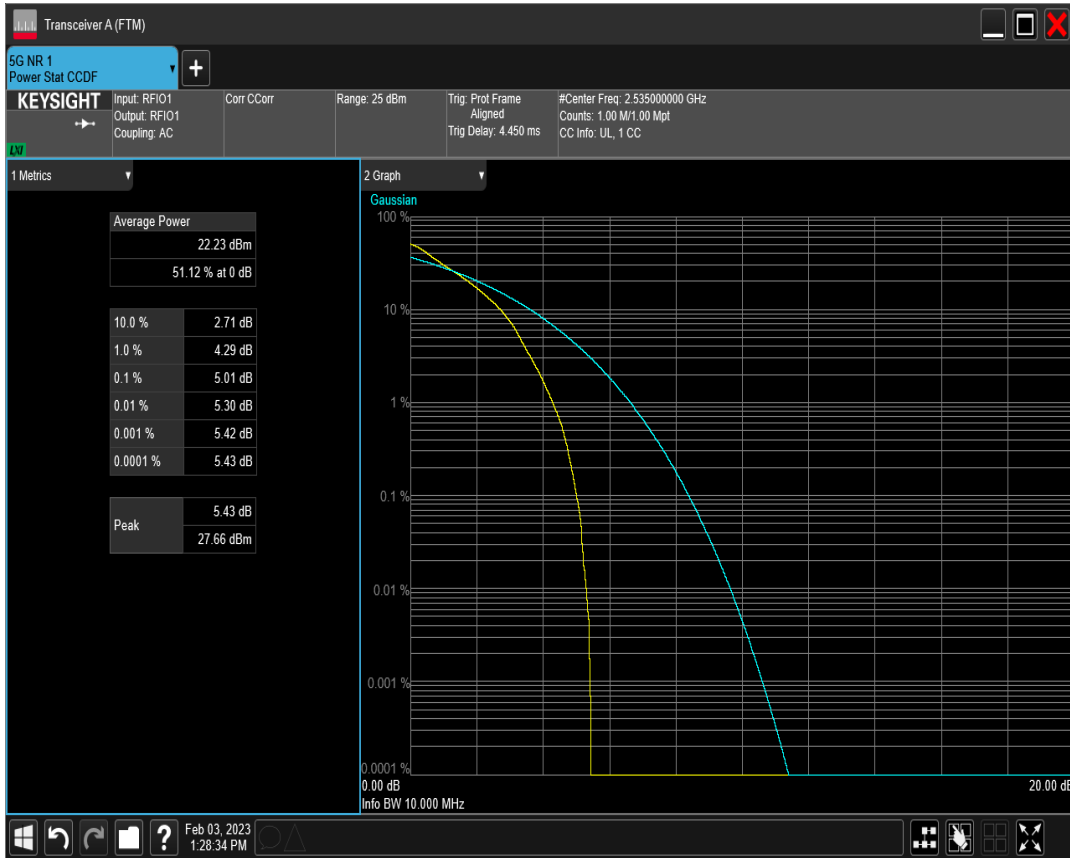 Transceiver A (FTM)
5G NR 1
Power Stat CCDF
+
KEYSIGHT
LXI
Input: RFIO1
Output: RFIO1
Coupling: AC
Corr CCorr
Range: 25 dBm
Trig: Prot Frame
Aligned
Trig Delay: 4.450 ms
#Center Freq: 2.535000000 GHz
Counts: 1.00 M/1.00 Mpt
CC Info: UL, 1 CC
1 Metrics
Average Power
22.23 dBm
51.12 % at 0 dB
10.0 % 2.71 dB
1.0 % 4.29 dB
0.1 % 5.01 dB
0.01 % 5.30 dB
0.001 % 5.42 dB
0.0001 % 5.43 dB
Peak
5.43 dB
27.66 dBm
2 Graph
Gaussian
100 %
10 %
1 %
0.1 %
0.01 %
0.001 %
0.0001 %
0.00 dB 20.00 dB
Info BW 10.000 MHz
?
Feb 03, 2023
1:28:34 PM